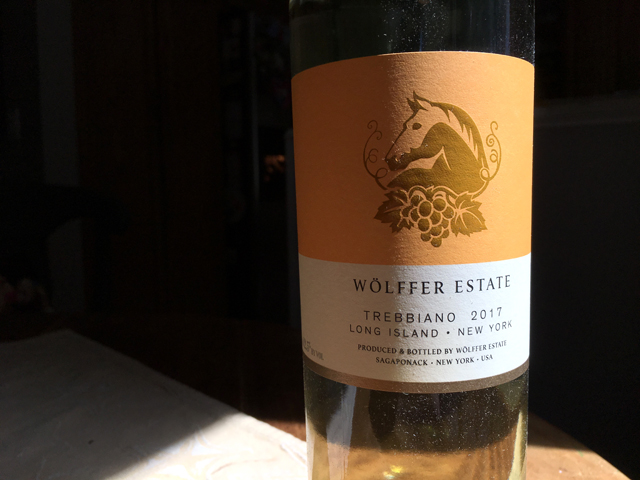 WÖLFFER ESTATE
TREBBIANO 2017
LONG ISLAND • NEW YORK
PRODUCED & BOTTLED BY WÖLFFER ESTATE
SAGAPONACK • NEW YORK • USA